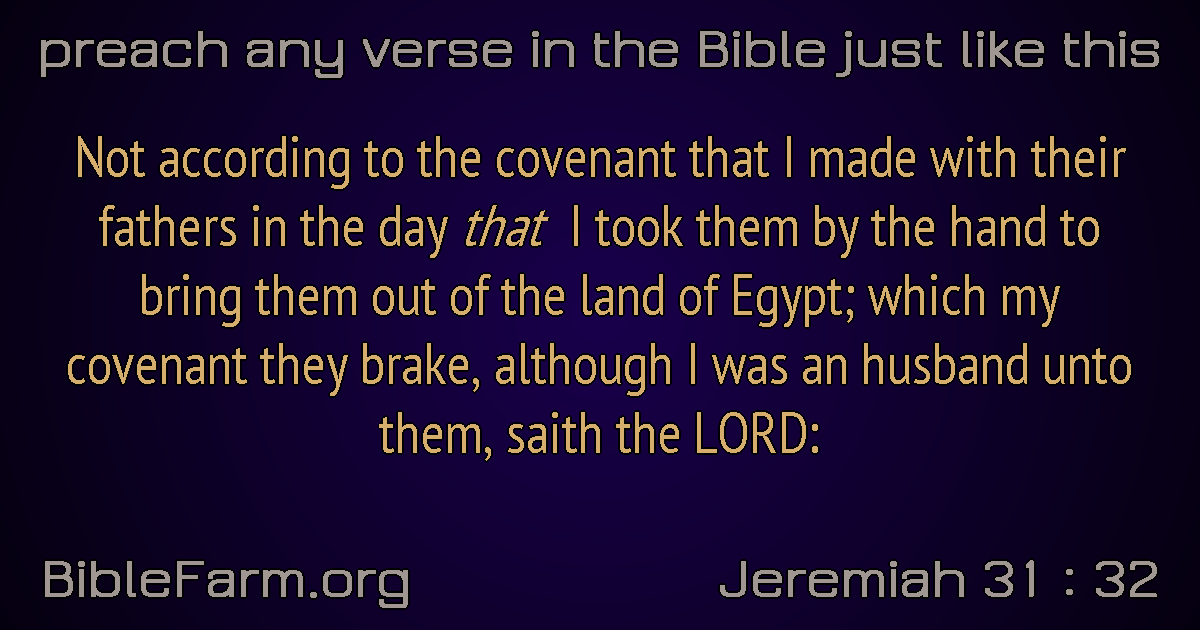 preach any verse in the Bible just like this
Not according to the covenant that I made with their
fathers in the day that I took them by the hand to
bring them out of the land of Egypt; which my
covenant they brake, although I was an husband unto
them, saith the LORD:
BibleFarm.org
Jeremiah 31 : 32